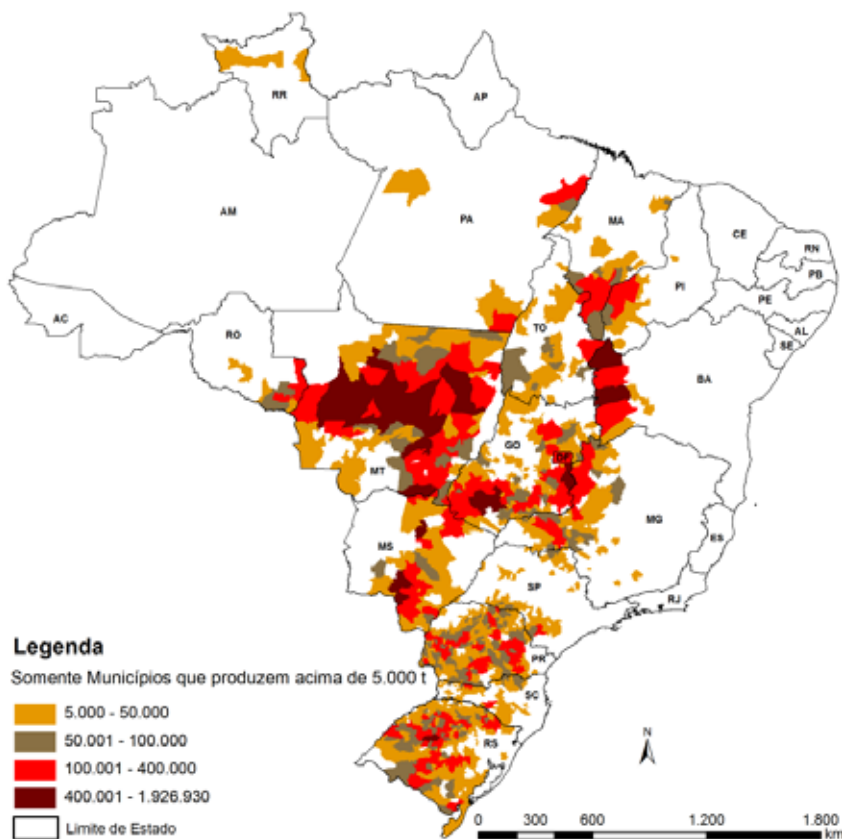 RR
AP
AM
PA
MA
CE
RN
PB
PI
PE
AL
SE
AC
RO
TO
BA
MT
GO
DF
MG
ES
MS
SP
RJ
PR
SC
RS
N
Legenda
Somente Municípios que produzem acima de 5.000 t
5.000 - 50.000
50.001 - 100.000
100.001 - 400.000
400.001 - 1.926.930
Limite de Estado
0 300 600 1.200 1.800
km